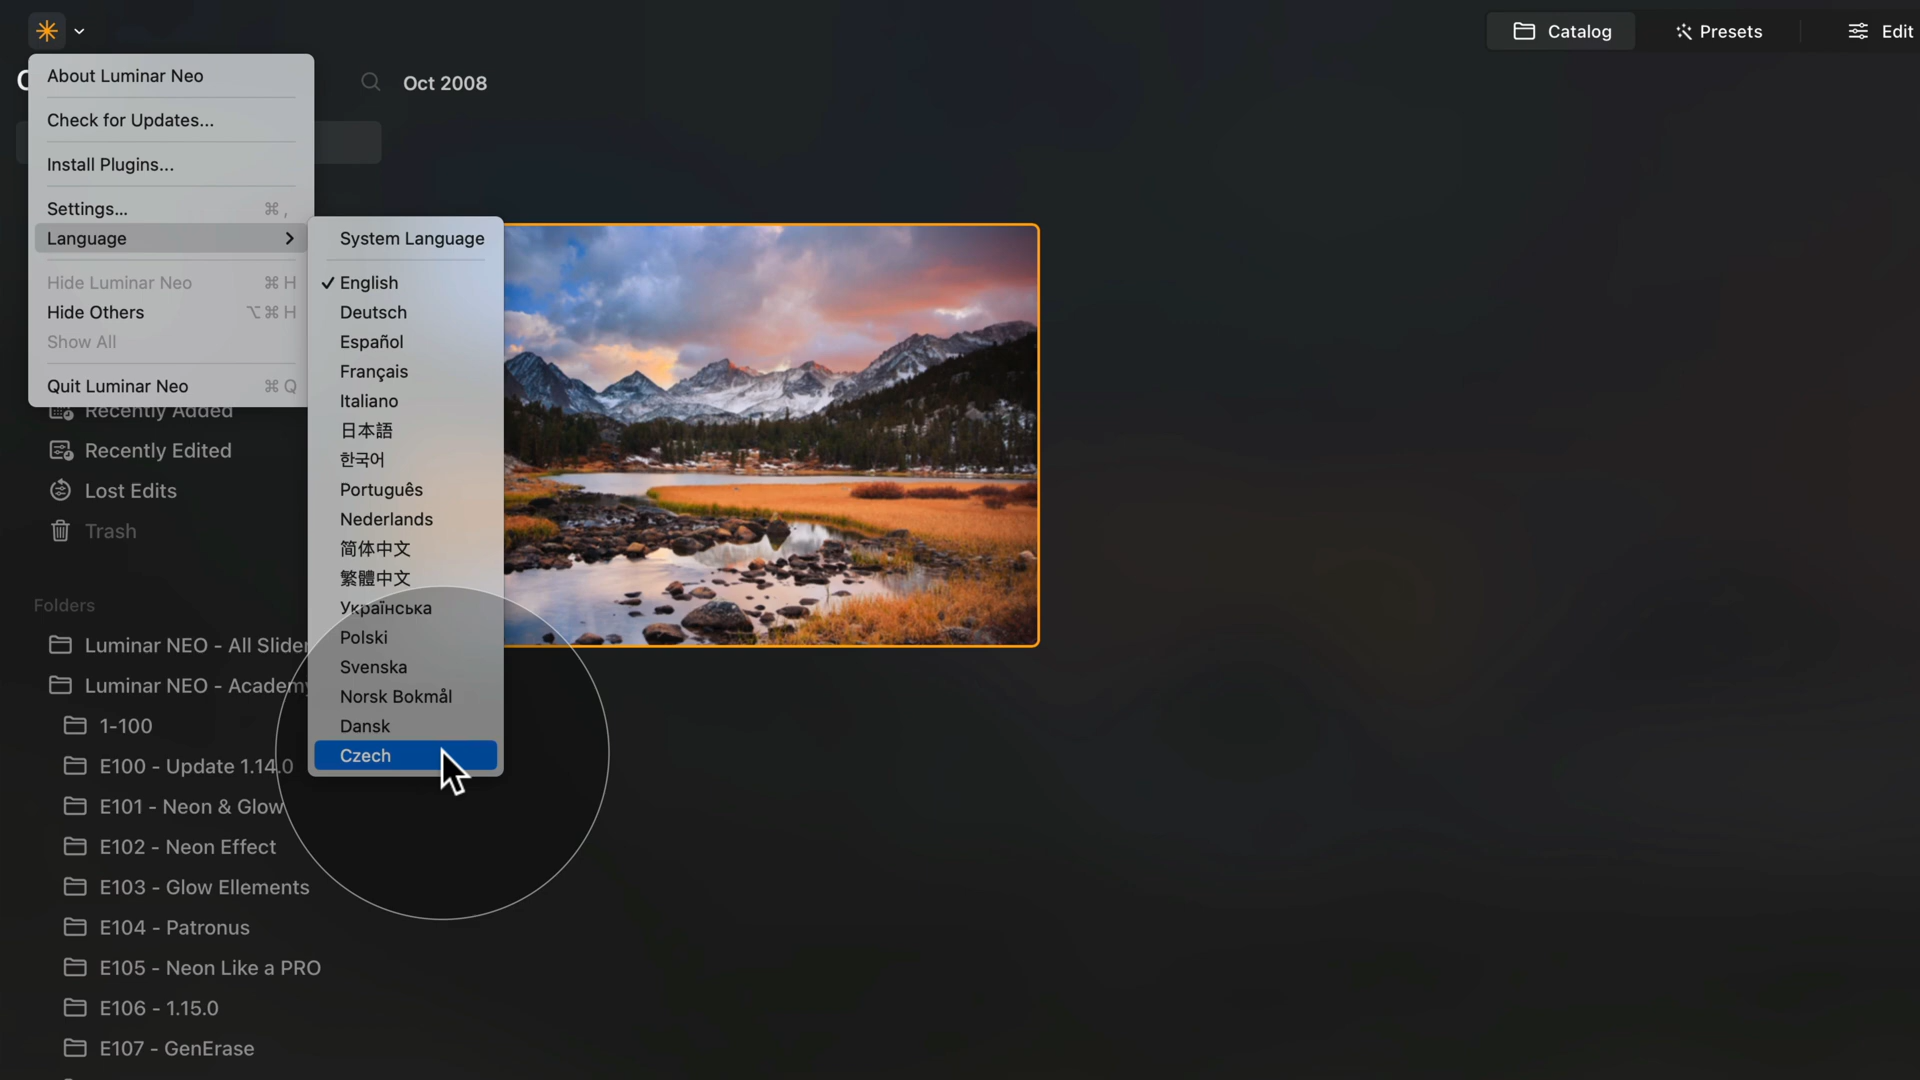 Catalog
Presets
Edit
About Luminar Neo
Oct 2008
Check for Updates...
Install Plugins...
Settings... ⌘ ,
Language
Hide Luminar Neo ⌘ H
Hide Others ⌥ ⌘ H
Show All
Quit Luminar Neo ⌘ Q
System Language
✓ English
Deutsch
Español
Français
Italiano
日本語
한국어
Português
Nederlands
简体中文
繁體中文
Українська
Polski
Svenska
Norsk Bokmål
Dansk
Czech
Recently Added
Recently Edited
Lost Edits
Trash
Folders
Luminar NEO - All Slider
Luminar NEO - Academy
1-100
E100 - Update 1.14.0
E101 - Neon & Glow
E102 - Neon Effect
E103 - Glow Ellements
E104 - Patronus
E105 - Neon Like a PRO
E106 - 1.15.0
E107 - GenErase